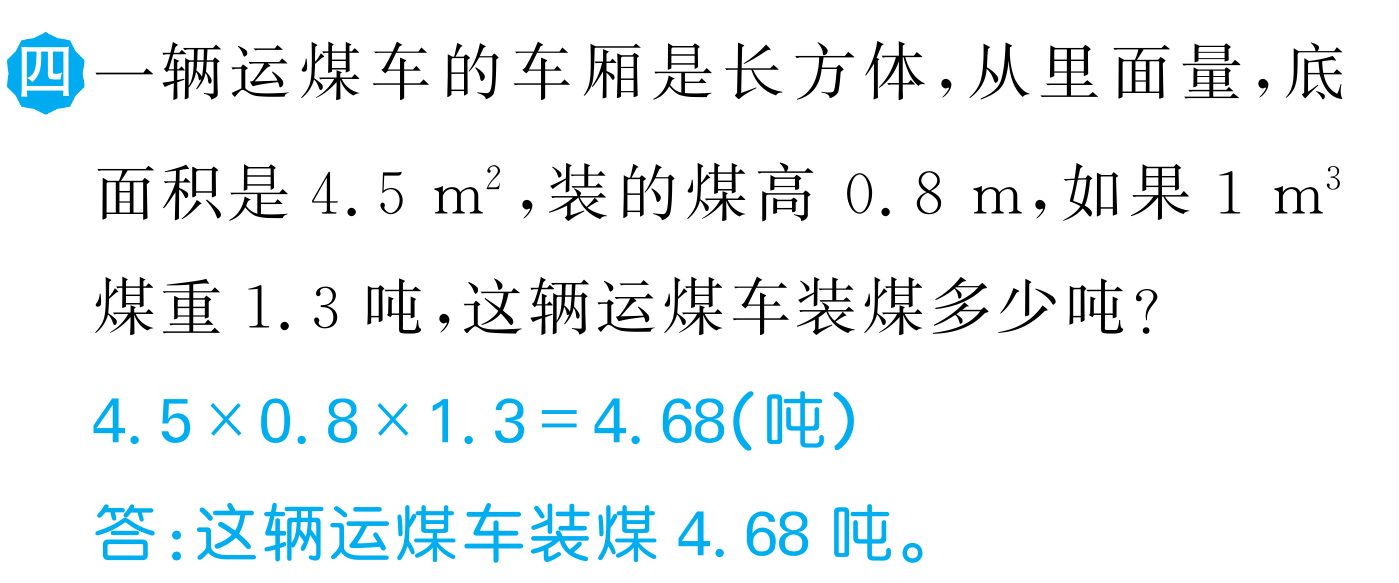 四 一辆运煤车的车厢是长方体,从里面量,底
面积是 4.5 m²,装的煤高 0.8 m,如果 1 m³
煤重 1.3 吨,这辆运煤车装煤多少吨?
4.5×0.8×1.3=4.68(吨)
答:这辆运煤车装煤 4.68 吨。